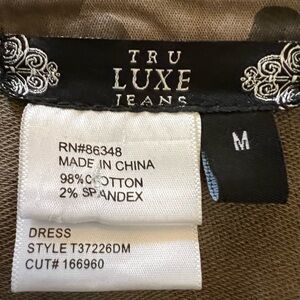 TRU
LUXE
JEANS
M
RN#86348
MADE IN CHINA
98% COTTON
2% SPANDEX
DRESS
STYLE T37226DM
CUT# 166960